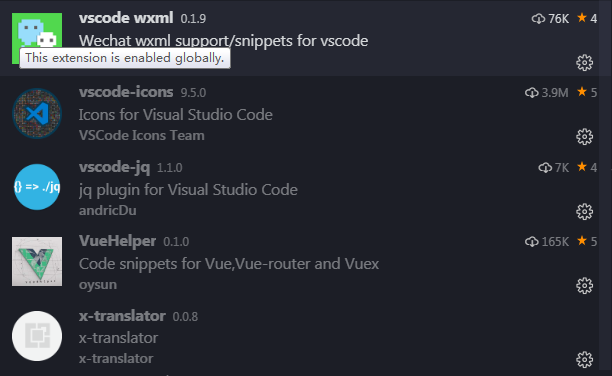 vscode wxml 0.1.9 76K 4
Wechat wxml support/snippets for vscode
This extension is enabled globally.
vscode-icons 9.5.0 3.9M 5
Icons for Visual Studio Code
VSCode Icons Team
{} => ./jq
vscode-jq 1.1.0 7K 4
jq plugin for Visual Studio Code
andricDu
VueHelper 0.1.0 165K 5
Code snippets for Vue,Vue-router and Vuex
oysun
x-translator 0.0.8
x-translator
x-translator